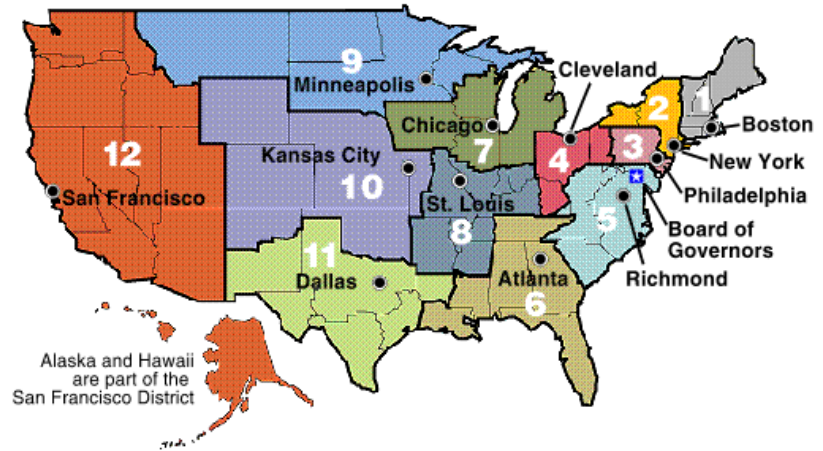 9
Minneapolis
Cleveland
1
2
Boston
Chicago
7
12
4
3
New York
Kansas City
10
San Francisco
St. Louis
Philadelphia
5
8
Board of
Governors
11
Dallas
Atlanta
Richmond
6
Alaska and Hawaii
are part of the
San Francisco District